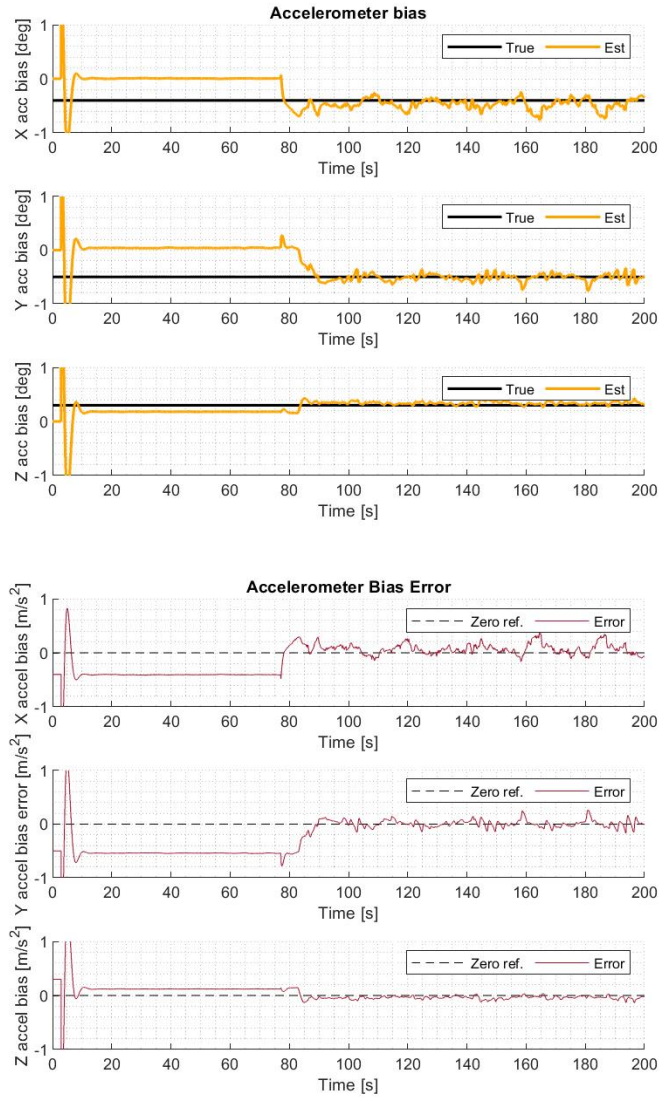 Accelerometer bias
X acc bias [deg]
1
0
-1
True
Est
0 20 40 60 80 100 120 140 160 180 200
Time [s]
Y acc bias [deg]
1
0
-1
True
Est
0 20 40 60 80 100 120 140 160 180 200
Time [s]
Z acc bias [deg]
1
0
-1
True
Est
0 20 40 60 80 100 120 140 160 180 200
Time [s]
Accelerometer Bias Error
X accel bias [m/s²]
1
0
-1
Zero ref.
Error
0 20 40 60 80 100 120 140 160 180 200
Time [s]
Y accel bias error [m/s²]
1
0
-1
Zero ref.
Error
0 20 40 60 80 100 120 140 160 180 200
Time [s]
Z accel bias [m/s²]
1
0
-1
Zero ref.
Error
0 20 40 60 80 100 120 140 160 180 200
Time [s]